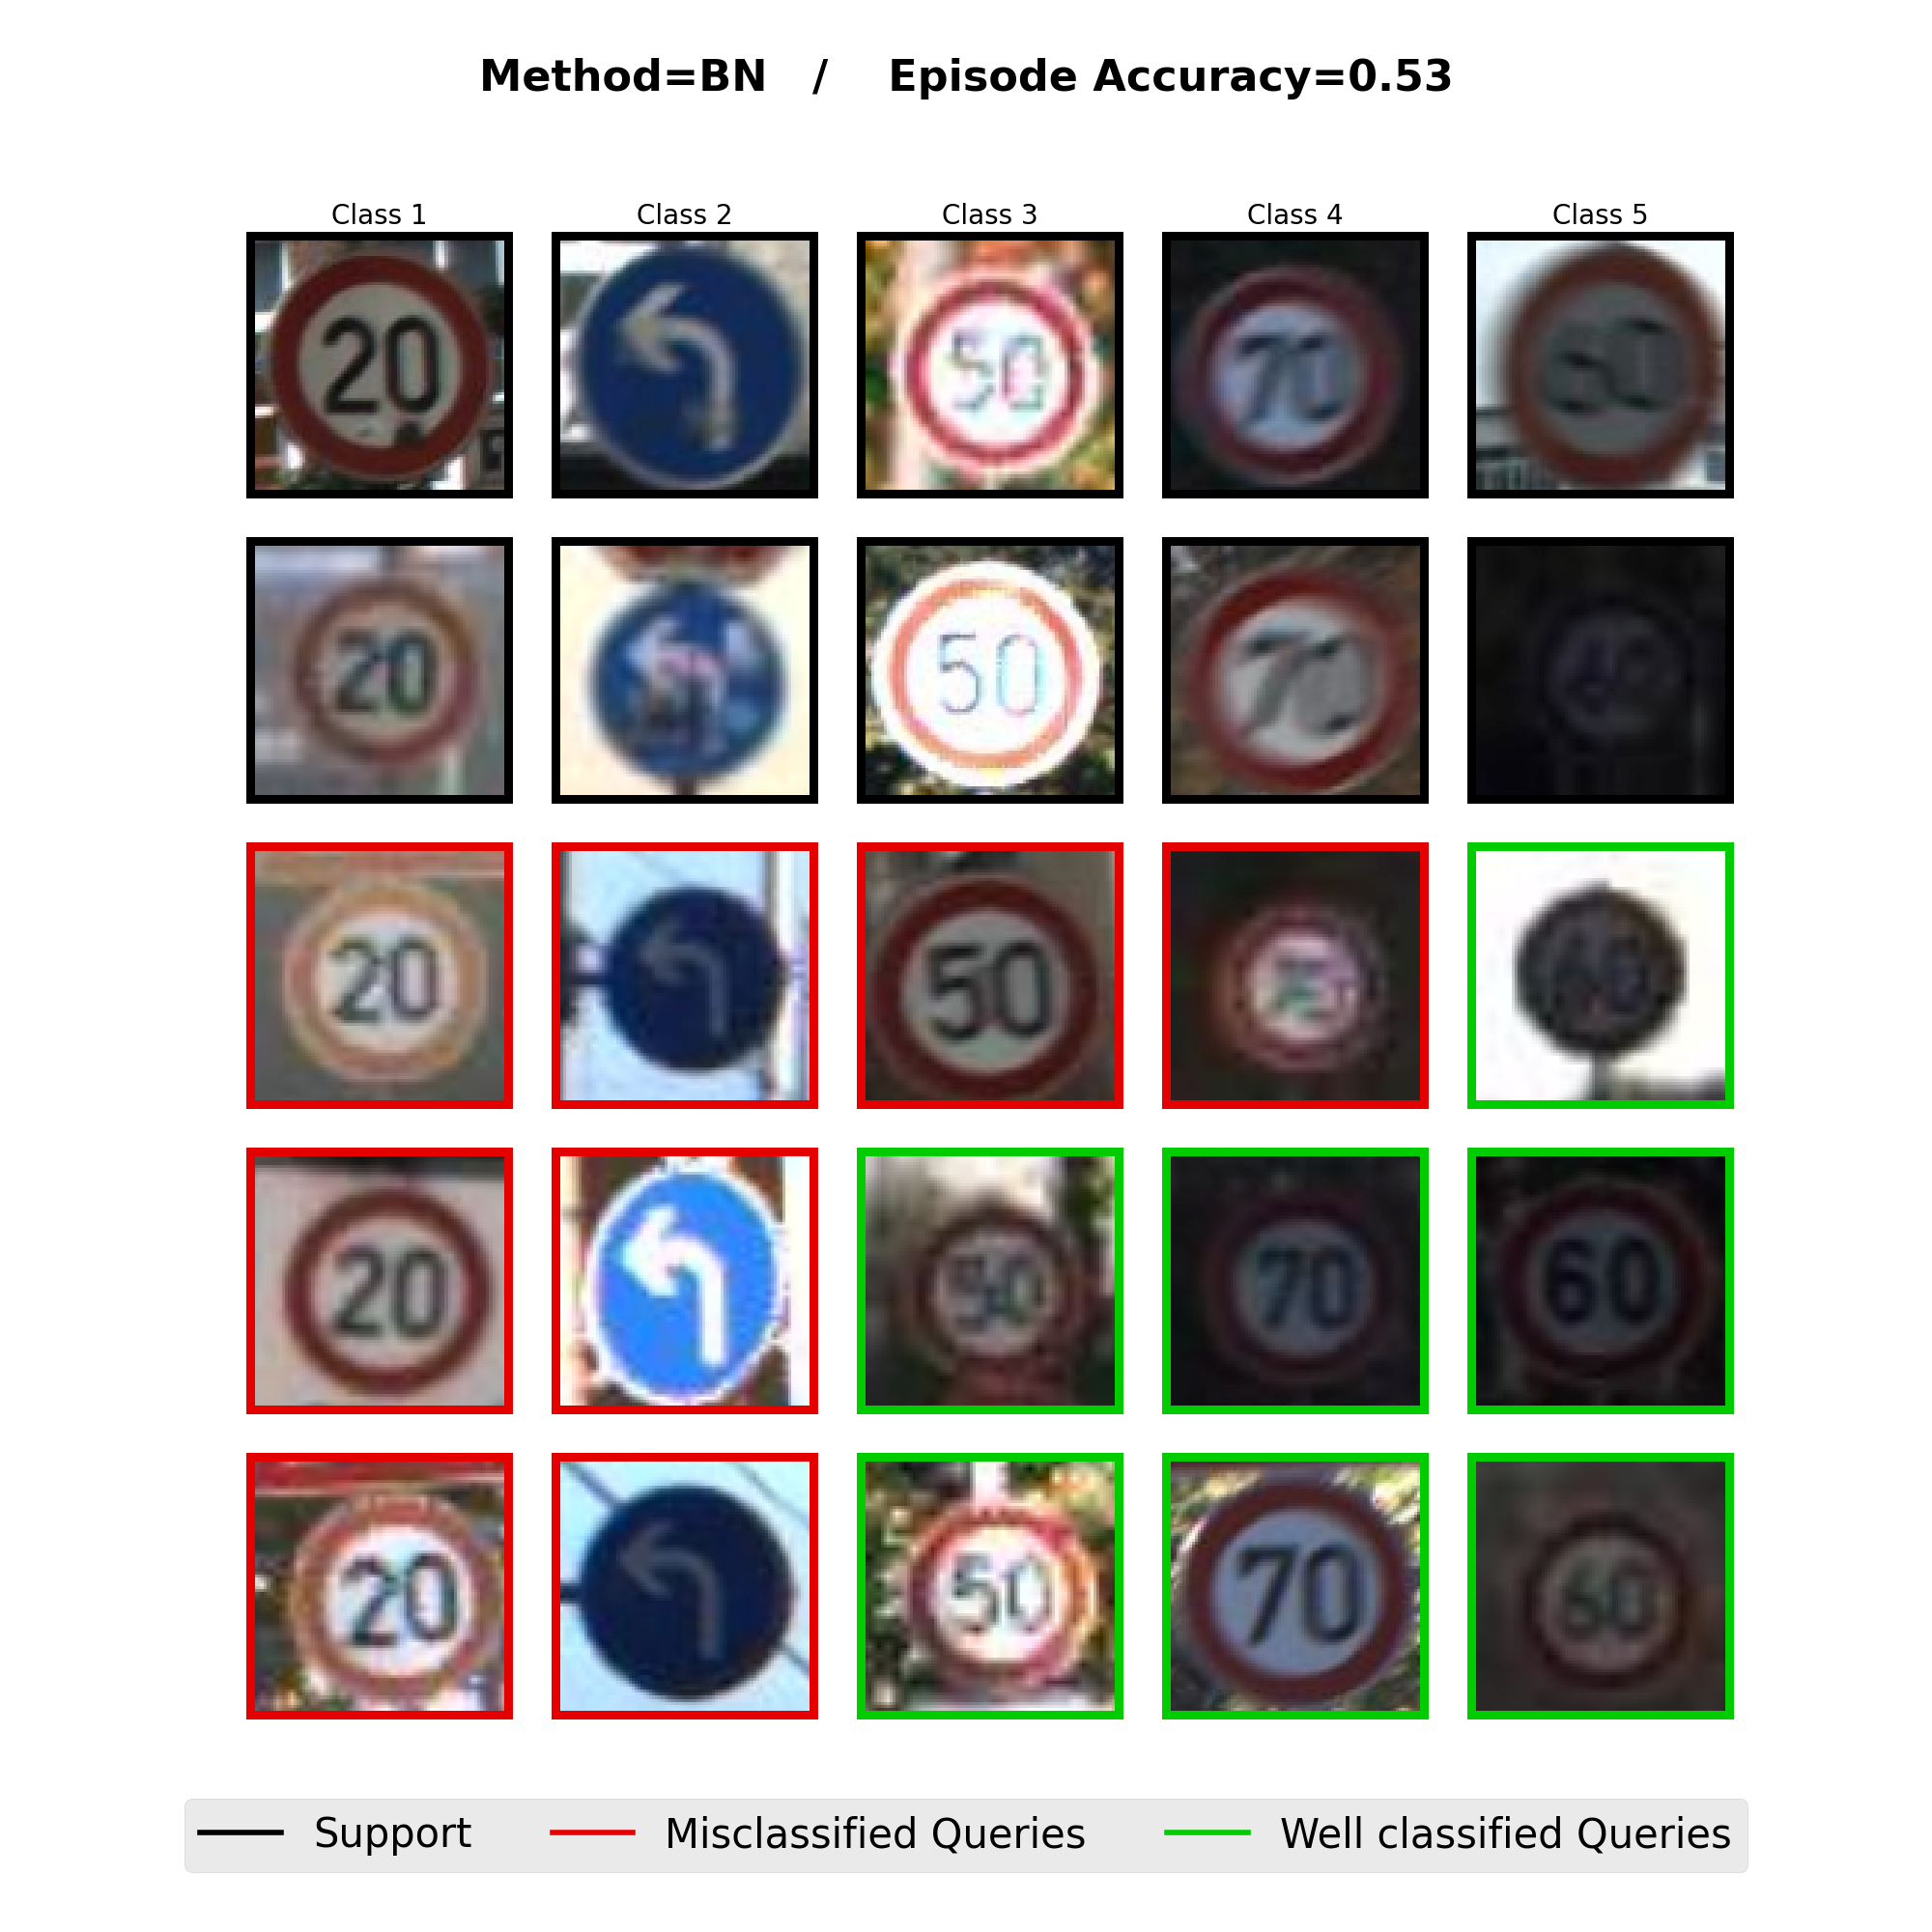 Method=BN / Episode Accuracy=0.53
Class 1 Class 2 Class 3 Class 4 Class 5
20 50 70
20 50 70
20 50
20 50 70 60
20 50 70 60
Support Misclassified Queries Well classified Queries